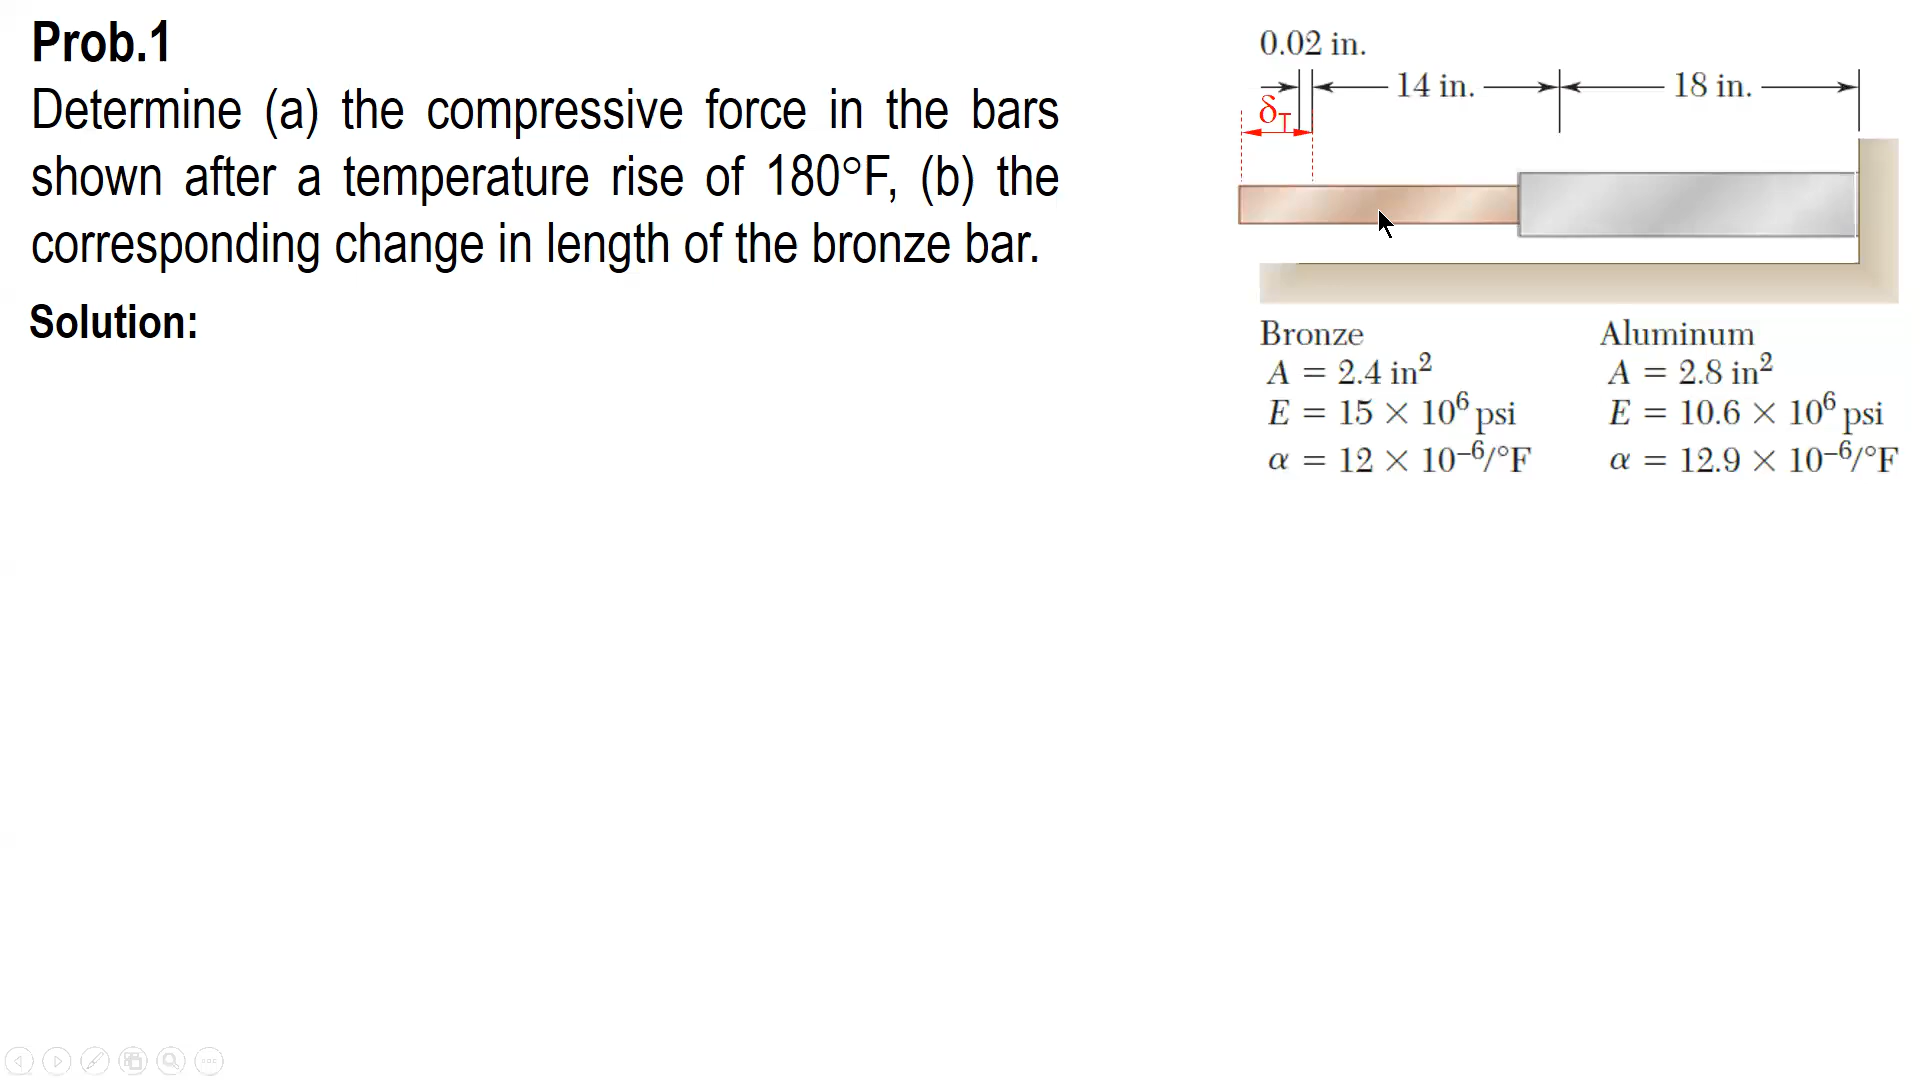 Prob.1
Determine (a) the compressive force in the bars
shown after a temperature rise of 180°F, (b) the
corresponding change in length of the bronze bar.
Solution:
0.02 in.
14 in.
18 in.
δT
Bronze
A = 2.4 in²
E = 15 × 10⁶ psi
α = 12 × 10⁻⁶/°F
Aluminum
A = 2.8 in²
E = 10.6 × 10⁶ psi
α = 12.9 × 10⁻⁶/°F